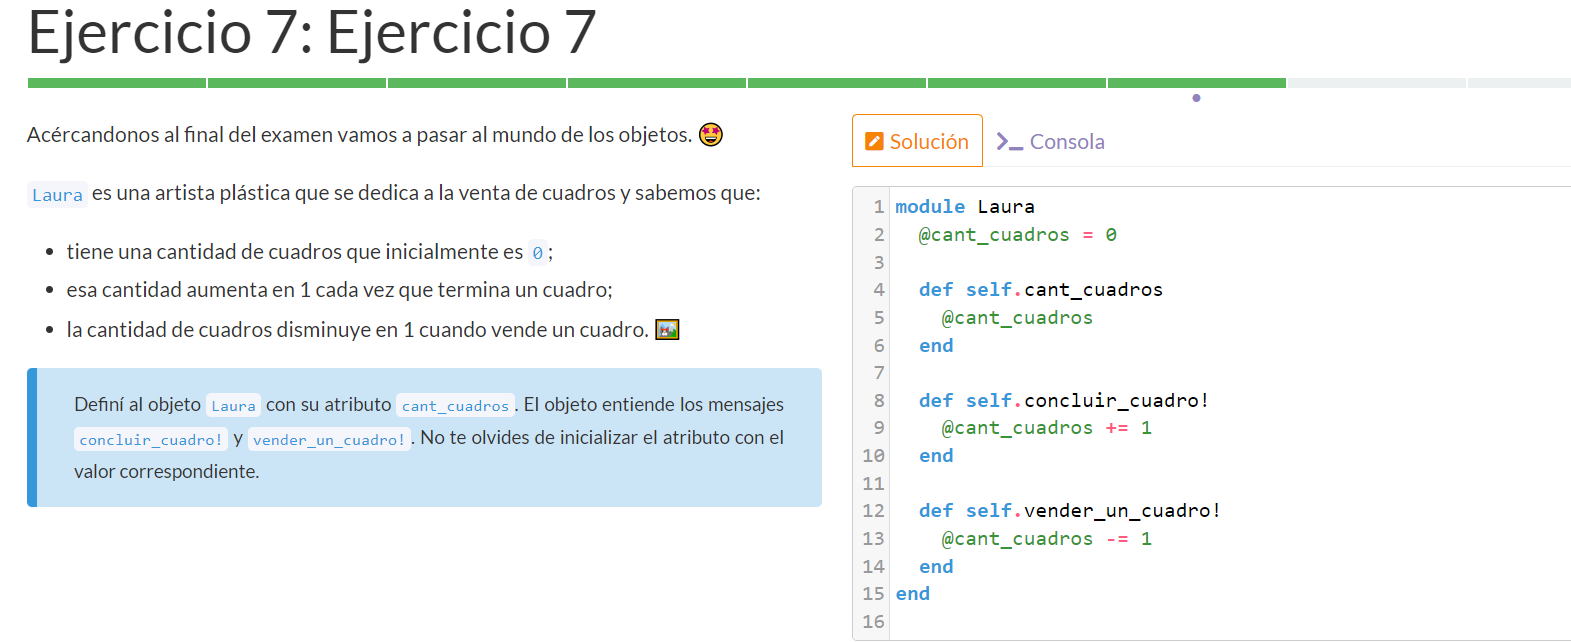 Ejercicio 7: Ejercicio 7
Acércandonos al final del examen vamos a pasar al mundo de los objetos. 🤩
Laura es una artista plástica que se dedica a la venta de cuadros y sabemos que:
• tiene una cantidad de cuadros que inicialmente es 0;
• esa cantidad aumenta en 1 cada vez que termina un cuadro;
• la cantidad de cuadros disminuye en 1 cuando vende un cuadro. 🖼️
Definí al objeto Laura con su atributo cant_cuadros. El objeto entiende los mensajes
concluir_cuadro! y vender_un_cuadro!. No te olvides de inicializar el atributo con el
valor correspondiente.
Solución >_ Consola
1 module Laura
2   @cant_cuadros = 0
3
4   def self.cant_cuadros
5     @cant_cuadros
6   end
7
8   def self.concluir_cuadro!
9     @cant_cuadros += 1
10   end
11
12   def self.vender_un_cuadro!
13     @cant_cuadros -= 1
14   end
15 end
16